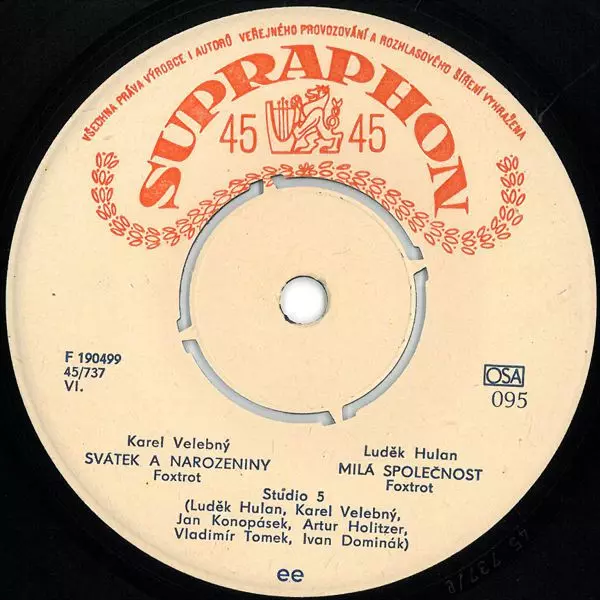 VŠECHNA PRÁVA VÝROBCE I AUTORŮ VEŘEJNÉHO PROVOZOVÁNÍ A ROZHLASOVÉHO ŠÍŘENÍ VYHRAŽENA
SUPRAPHON
45 45
F 190499
45/737
VI.
OSA
095
Karel Velebný
SVÁTEK A NAROZENINY
Foxtrot
Luděk Hulan
MILÁ SPOLEČNOST
Foxtrot
Studio 5
(Luděk Hulan, Karel Velebný,
Jan Konopásek, Artur Holitzer,
Vladimír Tomek, Ivan Dominák)
ee